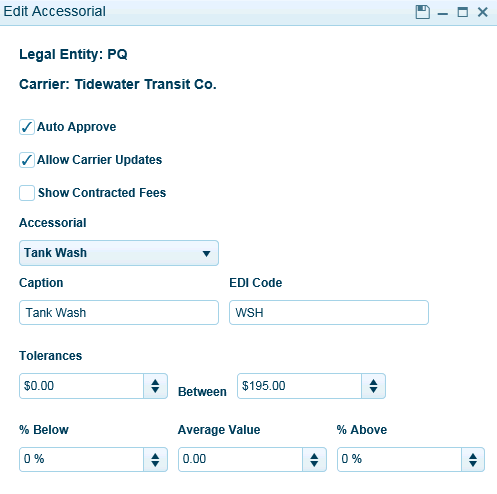 Edit Accessorial
Legal Entity: PQ
Carrier: Tidewater Transit Co.
Auto Approve
Allow Carrier Updates
Show Contracted Fees
Accessorial
Tank Wash
Caption EDI Code
Tank Wash WSH
Tolerances
$0.00 Between $195.00
% Below Average Value % Above
0 % 0.00 0 %